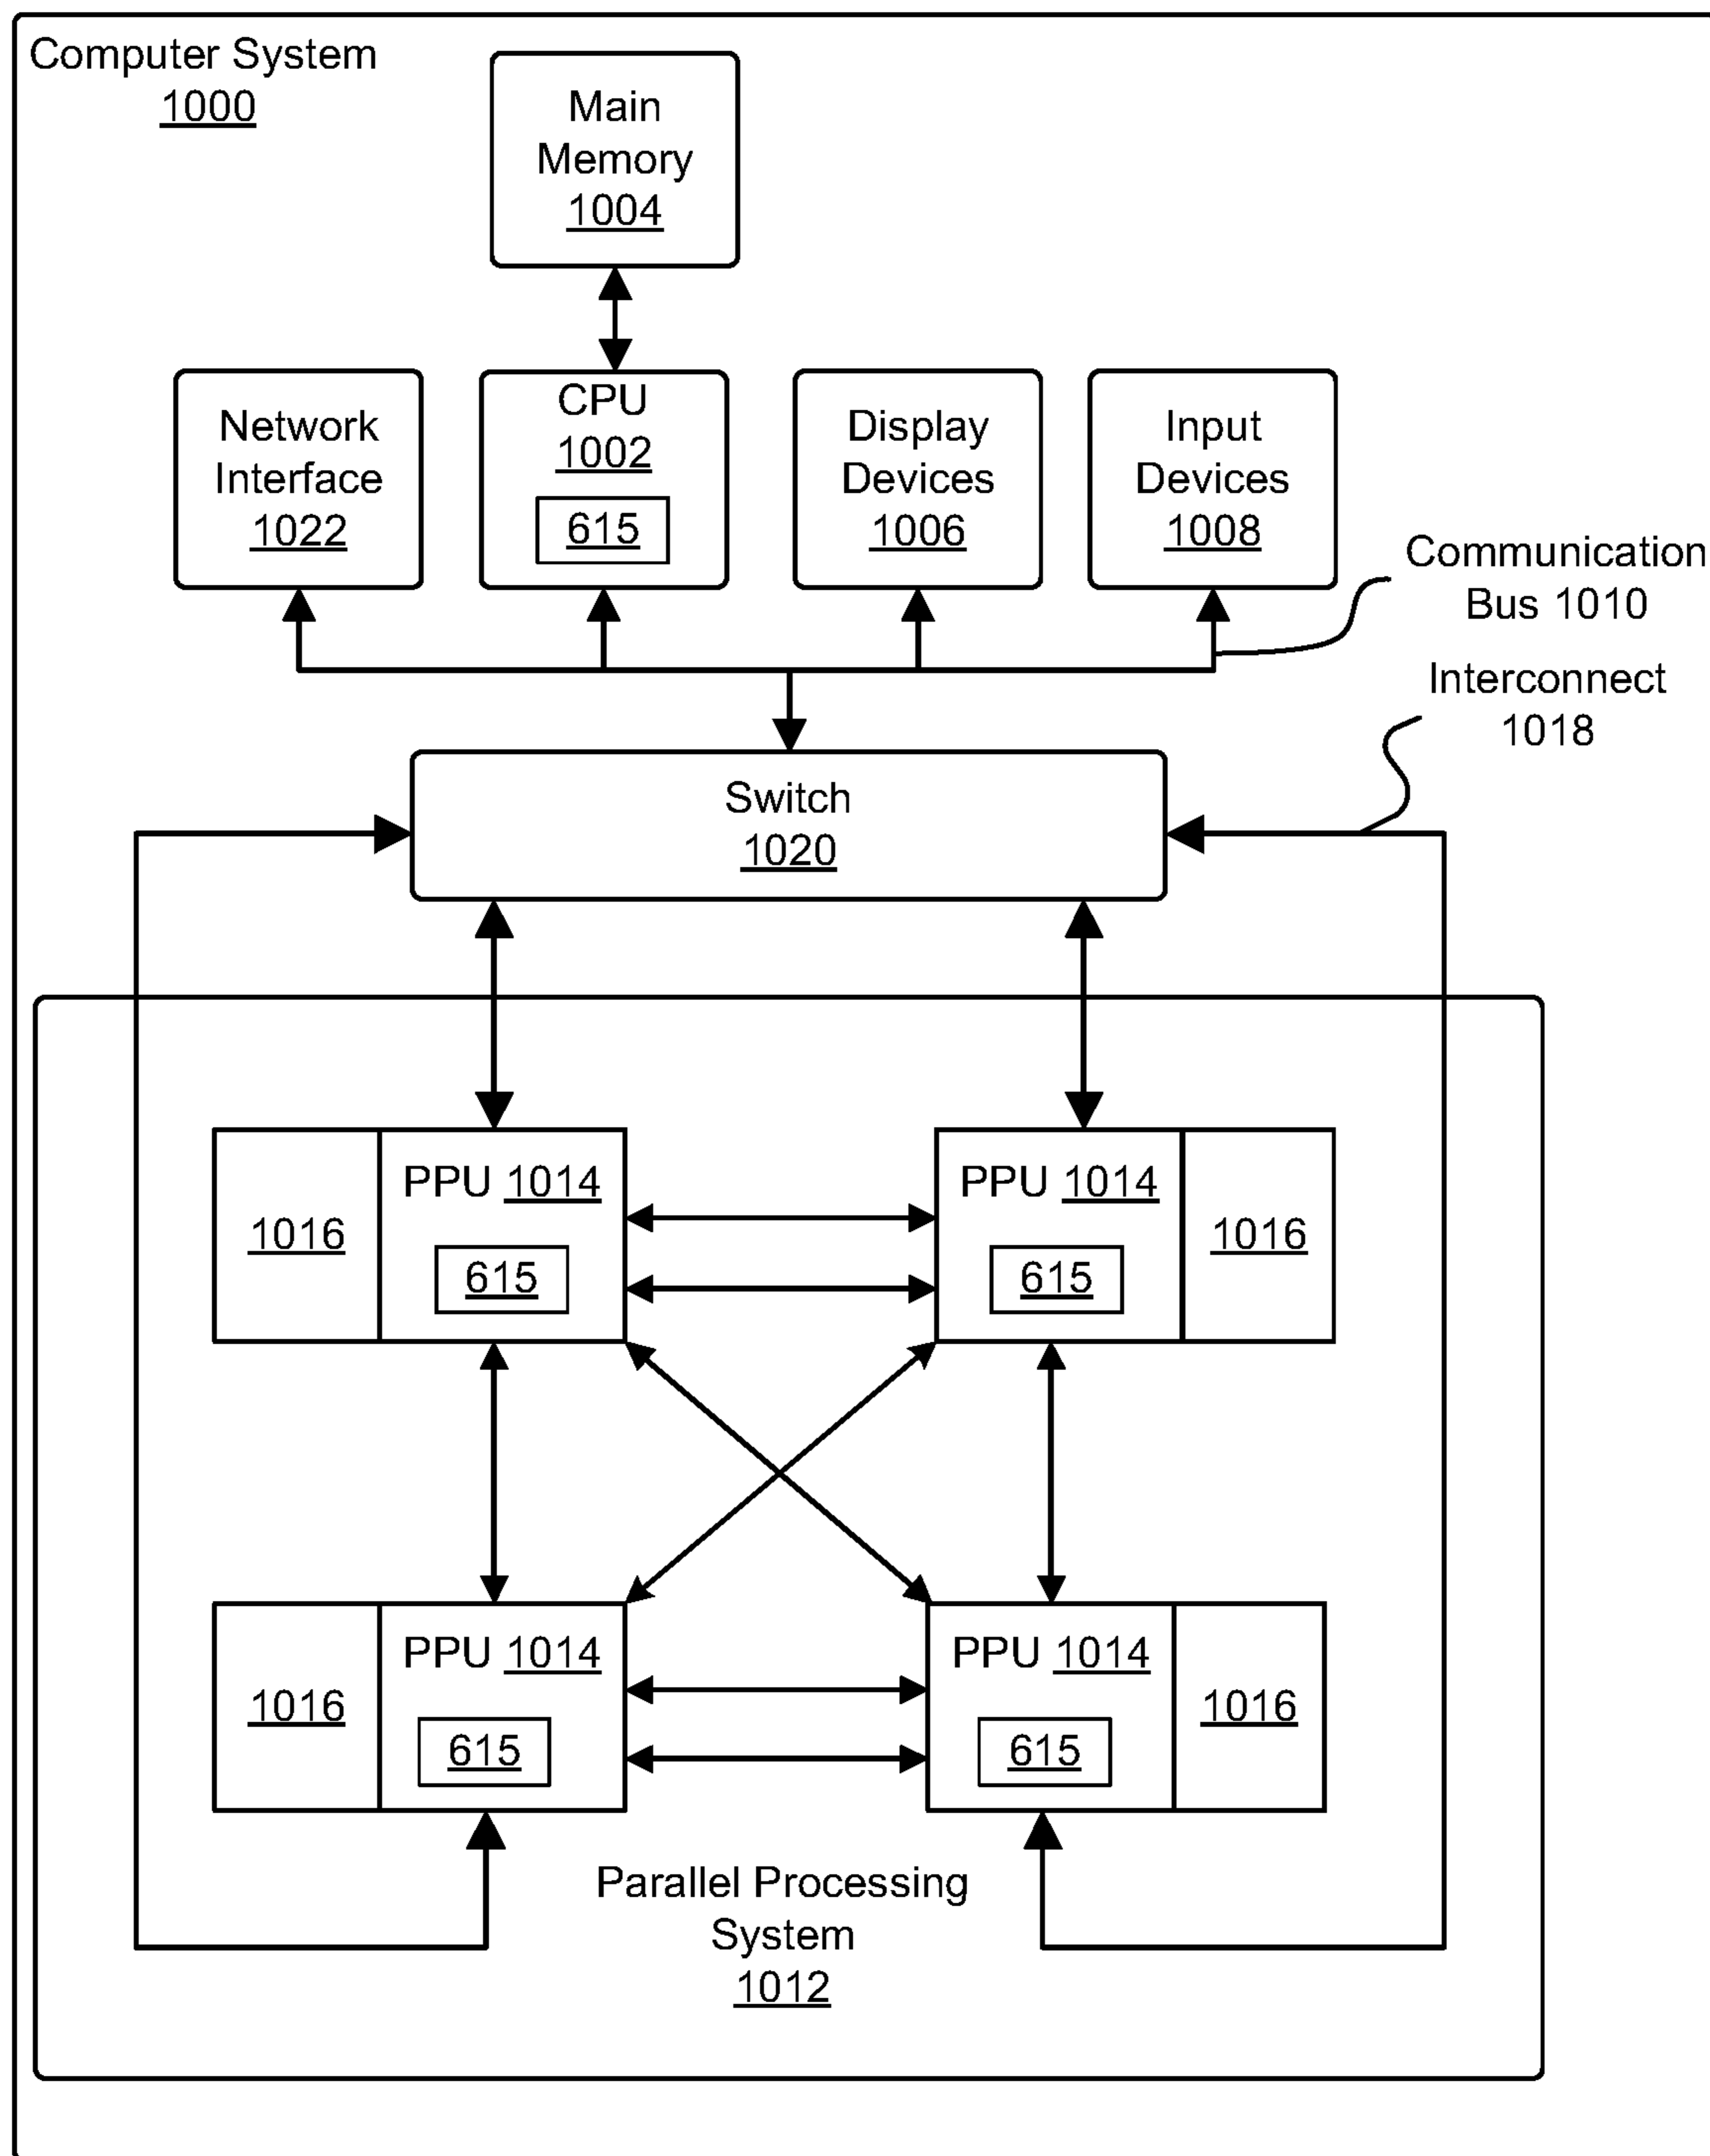 Computer System
1000
Main
Memory
1004
Network
Interface
1022
CPU
1002
615
Display
Devices
1006
Input
Devices
1008
Communication
Bus 1010
Interconnect
1018
Switch
1020
1016
PPU 1014
615
PPU 1014
615
1016
1016
PPU 1014
615
PPU 1014
615
1016
Parallel Processing
System
1012